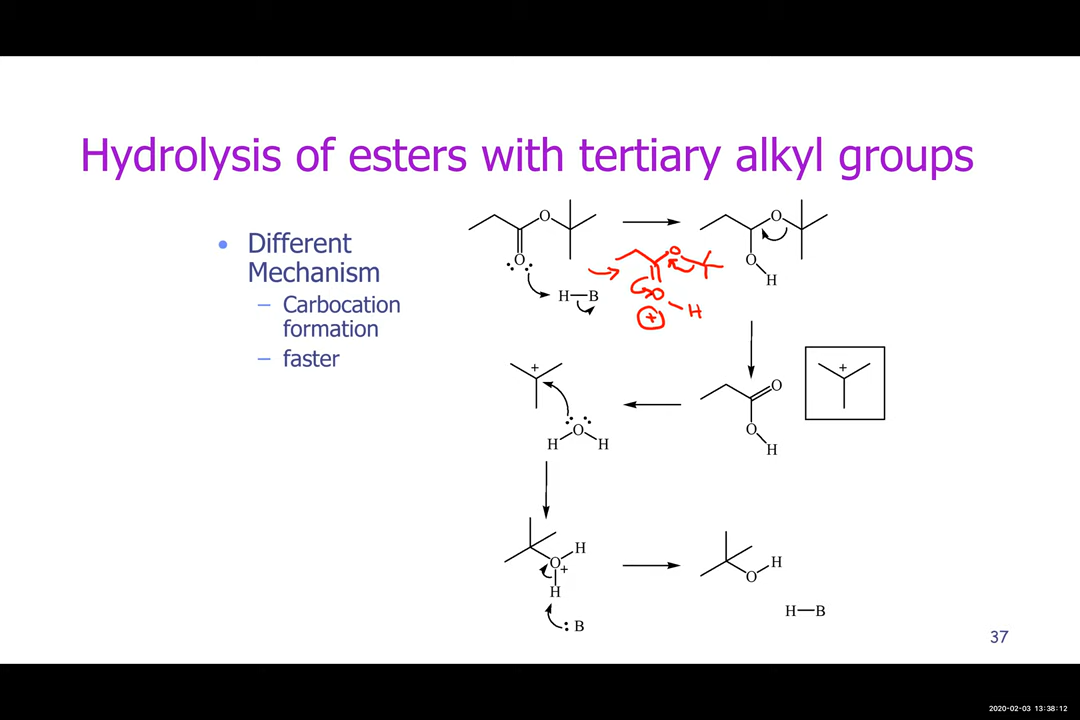 Hydrolysis of esters with tertiary alkyl groups
• Different
Mechanism
– Carbocation
formation
– faster
O
O
H—B
O
O
H
+
O
O
H
+
O
H
H
+
O
O
H
+
H
O
+
H
:B
H
O
H—B
37
2020-02-03 13:38:12